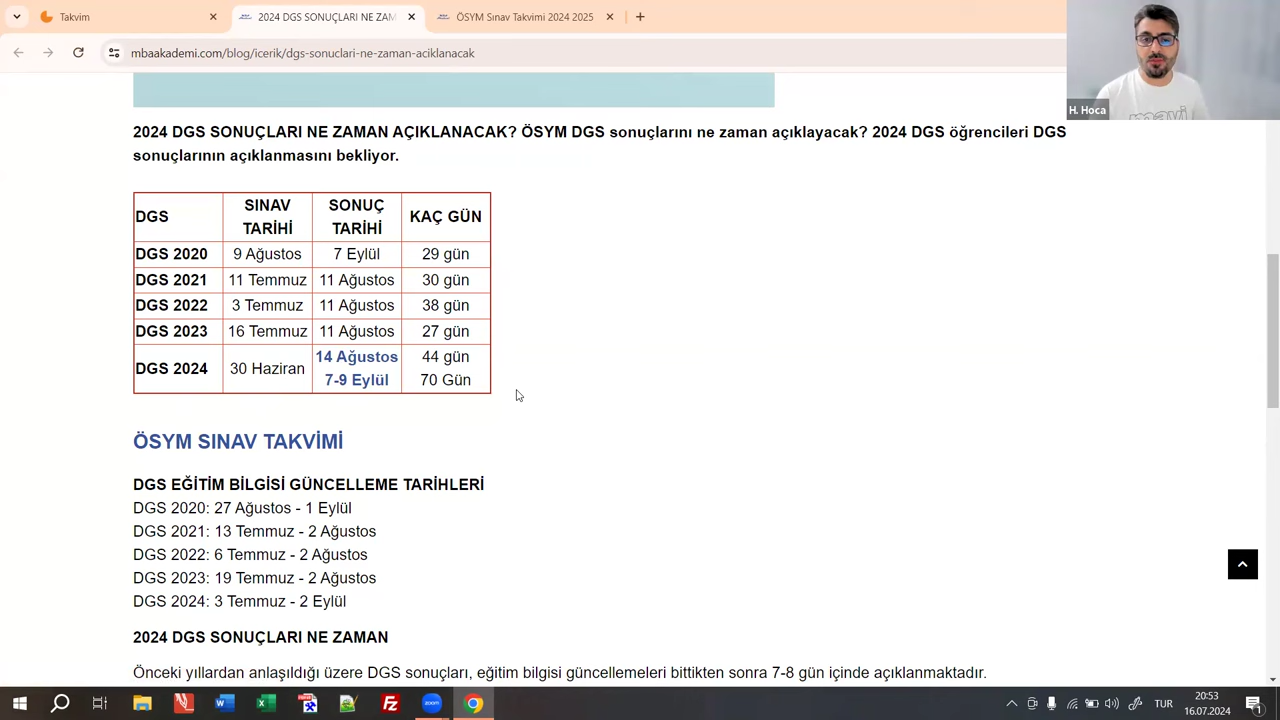 Takvim
2024 DGS SONUÇLARI NE ZAM
ÖSYM Sınav Takvimi 2024 2025
mbaakademi.com/blog/icerik/dgs-sonuclari-ne-zaman-aciklanacak
H. Hoca
mavi
2024 DGS SONUÇLARI NE ZAMAN AÇIKLANACAK? ÖSYM DGS sonuçlarını ne zaman açıklayacak? 2024 DGS öğrencileri DGS
sonuçlarının açıklanmasını bekliyor.
DGS SINAV TARİHİ SONUÇ TARİHİ KAÇ GÜN
DGS 2020 9 Ağustos 7 Eylül 29 gün
DGS 2021 11 Temmuz 11 Ağustos 30 gün
DGS 2022 3 Temmuz 11 Ağustos 38 gün
DGS 2023 16 Temmuz 11 Ağustos 27 gün
DGS 2024 30 Haziran 14 Ağustos 44 gün
7-9 Eylül 70 Gün
ÖSYM SINAV TAKVİMİ
DGS EĞİTİM BİLGİSİ GÜNCELLEME TARİHLERİ
DGS 2020: 27 Ağustos - 1 Eylül
DGS 2021: 13 Temmuz - 2 Ağustos
DGS 2022: 6 Temmuz - 2 Ağustos
DGS 2023: 19 Temmuz - 2 Ağustos
DGS 2024: 3 Temmuz - 2 Eylül
2024 DGS SONUÇLARI NE ZAMAN
Önceki yıllardan anlaşıldığı üzere DGS sonuçları, eğitim bilgisi güncellemeleri bittikten sonra 7-8 gün içinde açıklanmaktadır.
zoom
TUR
20:53
16.07.2024
1